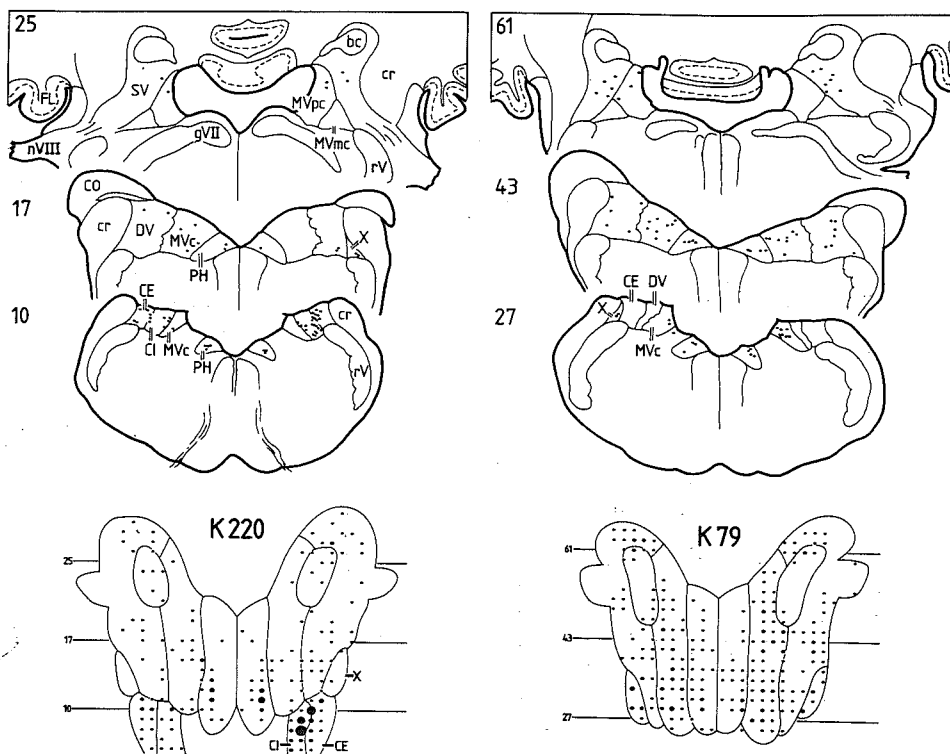 25
bc
cr
SV
FL
MVpc
gVII
MVmc
nVIII
rV
17
CO
cr
DV
MVc
X
PH
10
CE
cr
CI
MVc
PH
rV
61
43
27
CE DV
X
MVc
K220
25
17
X
10
CI CE
K79
61
43
27